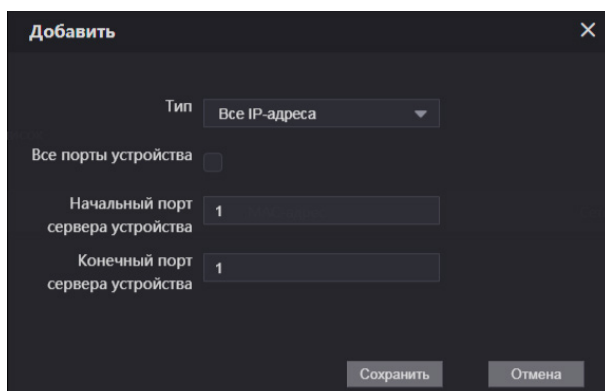 Добавить
Тип
Все IP-адреса
Все порты устройства
Начальный порт
сервера устройства
1
Конечный порт
сервера устройства
1
Сохранить
Отмена